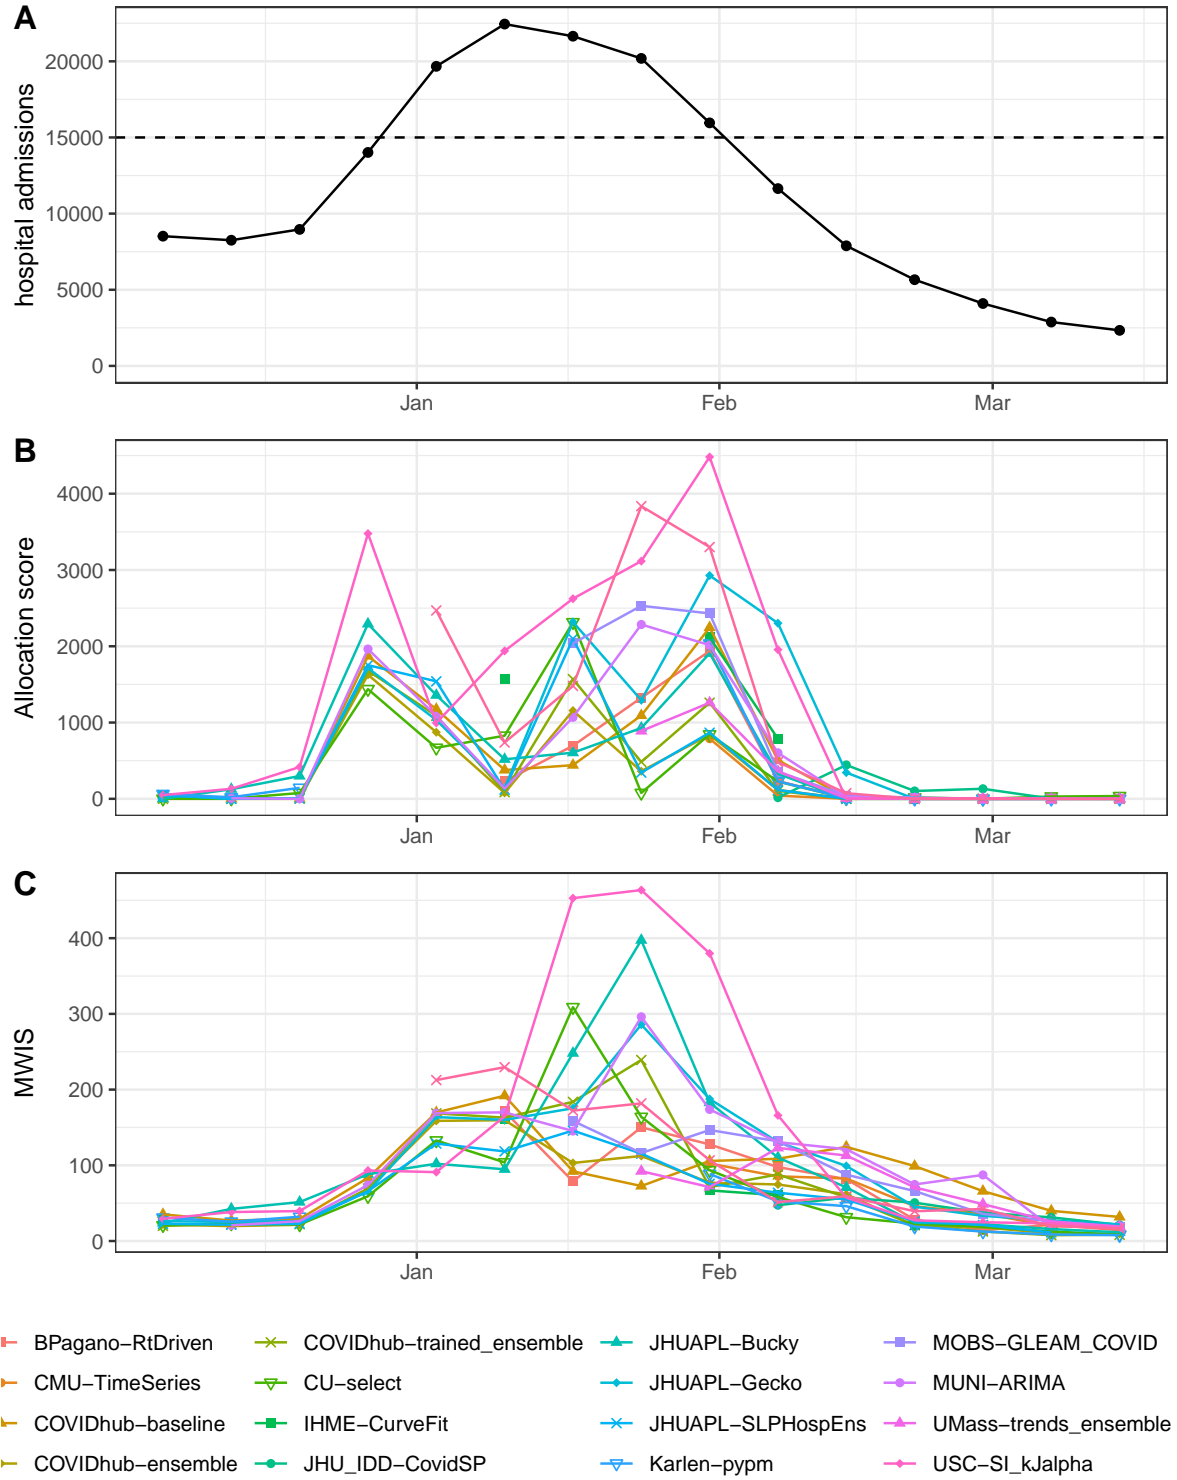 A
hospital admissions
20000
15000
10000
5000
0
Jan Feb Mar
B
Allocation score
4000
3000
2000
1000
0
Jan Feb Mar
C
MWIS
400
300
200
100
0
Jan Feb Mar
BPagano−RtDriven COVIDhub−trained_ensemble JHUAPL−Bucky MOBS−GLEAM_COVID
CMU−TimeSeries CU−select JHUAPL−Gecko MUNI−ARIMA
COVIDhub−baseline IHME−CurveFit JHUAPL−SLPHospEns UMass−trends_ensemble
COVIDhub−ensemble JHU_IDD−CovidSP Karlen−pypm USC−SI_kJalpha